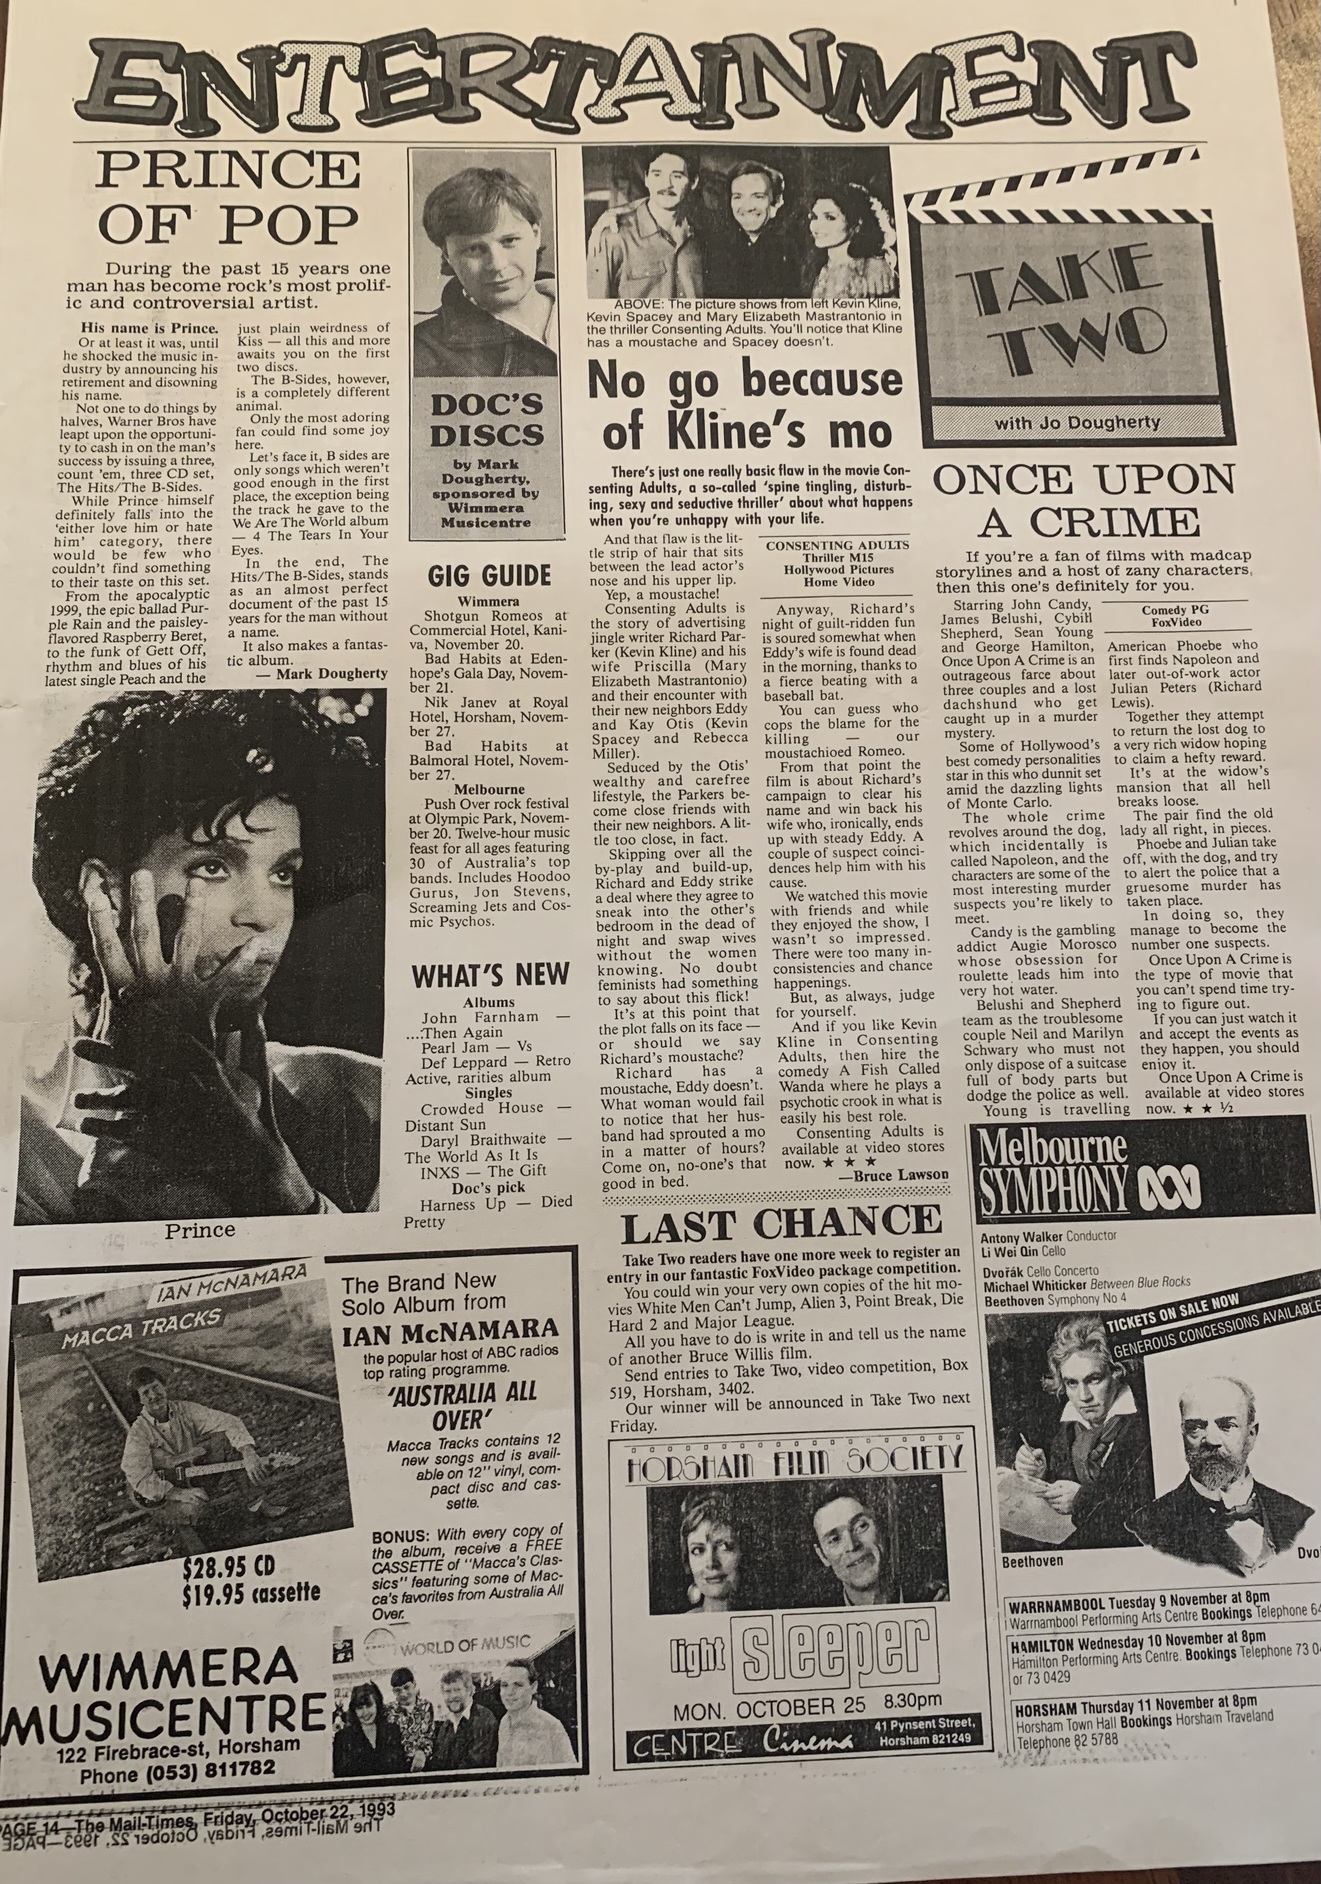 ENTERTAINMENT
PRINCE
OF POP
During the past 15 years one
man has become rock's most prolif-
ic and controversial artist.
His name is Prince.
Or at least it was, until
he shocked the music in-
dustry by announcing his
retirement and disowning
his name.
Not one to do things by
halves, Warner Bros have
leapt upon the opportuni-
ty to cash in on the man's
success by issuing a three,
count 'em, three CD set,
The Hits/The B-Sides.
While Prince himself
definitely falls into the
'either love him or hate
him' category, there
would be few who
couldn't find something
to their taste on this set.
From the apocalyptic
1999, the epic ballad Pur-
ple Rain and the paisley-
flavored Raspberry Beret,
to the funk of Gett Off,
rhythm and blues of his
latest single Peach and the
just plain weirdness of
Kiss — all this and more
awaits you on the first
two discs.
The B-Sides, however,
is a completely different
animal.
Only the most adoring
fan could find some joy
here.
Let's face it, B sides are
only songs which weren't
good enough in the first
place, the exception being
the track he gave to the
We Are The World album
— 4 The Tears In Your
Eyes.
In the end, The
Hits/The B-Sides, stands
as an almost perfect
document of the past 15
years for the man without
a name.
It also makes a fantas-
tic album.
— Mark Dougherty
Prince
DOC'S
DISCS
by Mark
Dougherty,
sponsored by
Wimmera
Musicentre
GIG GUIDE
Wimmera
Shotgun Romeos at
Commercial Hotel, Kani-
va, November 20.
Bad Habits at Eden-
hope's Gala Day, Novem-
ber 21.
Nik Janev at Royal
Hotel, Horsham, Novem-
ber 27.
Bad Habits at
Balmoral Hotel, Novem-
ber 27.
Melbourne
Push Over rock festival
at Olympic Park, Novem-
ber 20. Twelve-hour music
feast for all ages featuring
30 of Australia's top
bands. Includes Hoodoo
Gurus, Jon Stevens,
Screaming Jets and Cos-
mic Psychos.
WHAT'S NEW
Albums
John Farnham —
....Then Again
Pearl Jam — Vs
Def Leppard — Retro
Active, rarities album
Singles
Crowded House —
Distant Sun
Daryl Braithwaite —
The World As It Is
INXS — The Gift
Doc's pick
Harness Up — Died
Pretty
ABOVE: The picture shows from left Kevin Kline,
Kevin Spacey and Mary Elizabeth Mastrantonio in
the thriller Consenting Adults. You'll notice that Kline
has a moustache and Spacey doesn't.
No go because
of Kline's mo
There's just one really basic flaw in the movie Con-
senting Adults, a so-called 'spine tingling, disturb-
ing, sexy and seductive thriller' about what happens
when you're unhappy with your life.
And that flaw is the lit-
tle strip of hair that sits
between the lead actor's
nose and his upper lip.
Yep, a moustache!
Consenting Adults is
the story of advertising
jingle writer Richard Par-
ker (Kevin Kline) and his
wife Priscilla (Mary
Elizabeth Mastrantonio)
and their encounter with
their new neighbors Eddy
and Kay Otis (Kevin
Spacey and Rebecca
Miller).
Seduced by the Otis'
wealthy and carefree
lifestyle, the Parkers be-
come close friends with
their new neighbors. A lit-
tle too close, in fact.
Skipping over all the
by-play and build-up,
Richard and Eddy strike
a deal where they agree to
sneak into the other's
bedroom in the dead of
night and swap wives
without the women
knowing. No doubt
feminists had something
to say about this flick!
It's at this point that
the plot falls on its face —
or should we say
Richard's moustache?
Richard has a
moustache, Eddy doesn't.
What woman would fail
to notice that her hus-
band had sprouted a mo
in a matter of hours?
Come on, no-one's that
good in bed.
CONSENTING ADULTS
Thriller M15
Hollywood Pictures
Home Video
Anyway, Richard's
night of guilt-ridden fun
is soured somewhat when
Eddy's wife is found dead
in the morning, thanks to
a fierce beating with a
baseball bat.
You can guess who
cops the blame for the
killing — our
moustachioed Romeo.
From that point the
film is about Richard's
campaign to clear his
name and win back his
wife who, ironically, ends
up with steady Eddy. A
couple of suspect coinci-
dences help him with his
cause.
We watched this movie
with friends and while
they enjoyed the show, I
wasn't so impressed.
There were too many in-
consistencies and chance
happenings.
But, as always, judge
for yourself.
And if you like Kevin
Kline in Consenting
Adults, then hire the
comedy A Fish Called
Wanda where he plays a
psychotic crook in what is
easily his best role.
Consenting Adults is
available at video stores
now. ★ ★ ★
—Bruce Lawson
TAKE
TWO
with Jo Dougherty
ONCE UPON
A CRIME
If you're a fan of films with madcap
storylines and a host of zany characters,
then this one's definitely for you.
Starring John Candy,
James Belushi, Cybill
Shepherd, Sean Young
and George Hamilton,
Once Upon A Crime is an
outrageous farce about
three couples and a lost
dachshund who get
caught up in a murder
mystery.
Some of Hollywood's
best comedy personalities
star in this who dunnit set
amid the dazzling lights
of Monte Carlo.
The whole crime
revolves around the dog,
which incidentally is
called Napoleon, and the
characters are some of the
most interesting murder
suspects you're likely to
meet.
Candy is the gambling
addict Augie Morosco
whose obsession for
roulette leads him into
very hot water.
Belushi and Shepherd
team as the troublesome
couple Neil and Marilyn
Schwary who must not
only dispose of a suitcase
full of body parts but
dodge the police as well.
Young is travelling
Comedy PG
FoxVideo
American Phoebe who
first finds Napoleon and
later out-of-work actor
Julian Peters (Richard
Lewis).
Together they attempt
to return the lost dog to
a very rich widow hoping
to claim a hefty reward.
It's at the widow's
mansion that all hell
breaks loose.
The pair find the old
lady all right, in pieces.
Phoebe and Julian take
off, with the dog, and try
to alert the police that a
gruesome murder has
taken place.
In doing so, they
manage to become the
number one suspects.
Once Upon A Crime is
the type of movie that
you can't spend time try-
ing to figure out.
If you can just watch it
and accept the events as
they happen, you should
enjoy it.
Once Upon A Crime is
available at video stores
now. ★ ★ ½
LAST CHANCE
Take Two readers have one more week to register an
entry in our fantastic FoxVideo package competition.
You could win your very own copies of the hit mo-
vies White Men Can't Jump, Alien 3, Point Break, Die
Hard 2 and Major League.
All you have to do is write in and tell us the name
of another Bruce Willis film.
Send entries to Take Two, video competition, Box
519, Horsham, 3402.
Our winner will be announced in Take Two next
Friday.
IAN McNAMARA
MACCA TRACKS
The Brand New
Solo Album from
IAN McNAMARA
the popular host of ABC radios
top rating programme.
'AUSTRALIA ALL
OVER'
Macca Tracks contains 12
new songs and is avail-
able on 12" vinyl, com-
pact disc and cas-
sette.
BONUS: With every copy of
the album, receive a FREE
CASSETTE of "Macca's Clas-
sics" featuring some of Mac-
ca's favorites from Australia All
Over.
$28.95 CD
$19.95 cassette
WORLD OF MUSIC
WIMMERA
MUSICENTRE
122 Firebrace-st, Horsham
Phone (053) 811782
HORSHAM FILM SOCIETY
light sleeper
MON. OCTOBER 25 8.30pm
CENTRE Cinema
41 Pynsent Street,
Horsham 821249
Melbourne
SYMPHONY
Antony Walker Conductor
Li Wei Qin Cello
Dvořák Cello Concerto
Michael Whiticker Between Blue Rocks
Beethoven Symphony No 4
TICKETS ON SALE NOW
GENEROUS CONCESSIONS AVAILABLE
Beethoven
Dvo
WARRNAMBOOL Tuesday 9 November at 8pm
Warrnambool Performing Arts Centre Bookings Telephone 64
HAMILTON Wednesday 10 November at 8pm
Hamilton Performing Arts Centre. Bookings Telephone 73 0
or 73 0429
HORSHAM Thursday 11 November at 8pm
Horsham Town Hall Bookings Horsham Traveland
Telephone 82 5788
AGE 14—The Mail-Times, Friday, October 22, 1993
The Mail-Times, Friday, October 22, 1993—PAGE